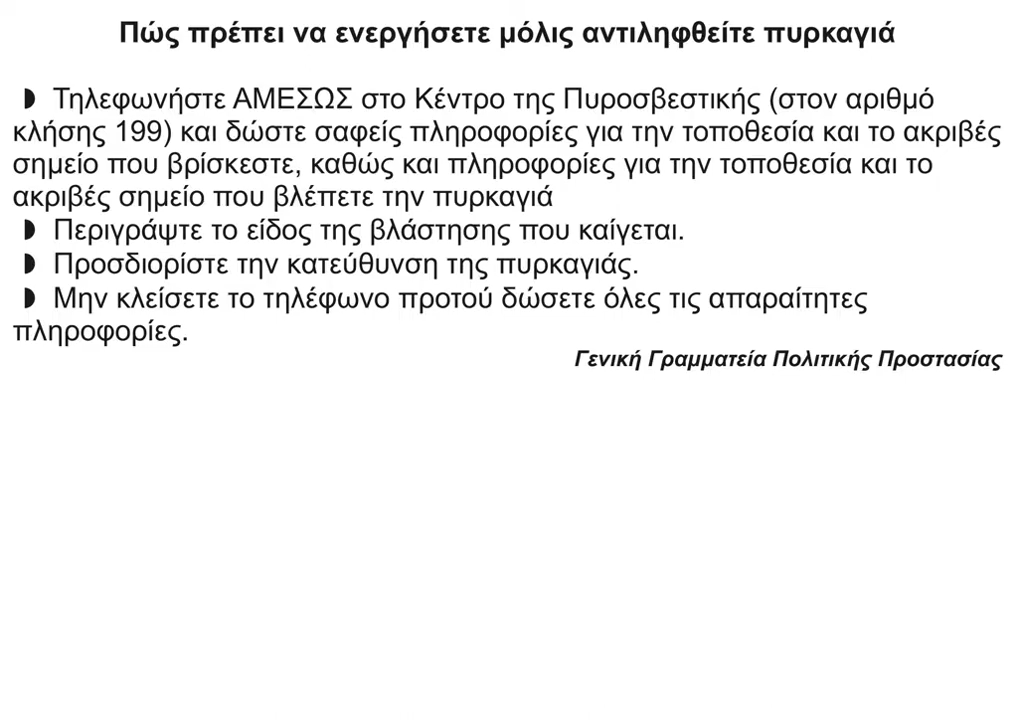 Πώς πρέπει να ενεργήσετε μόλις αντιληφθείτε πυρκαγιά
◗ Τηλεφωνήστε ΑΜΕΣΩΣ στο Κέντρο της Πυροσβεστικής (στον αριθμό
κλήσης 199) και δώστε σαφείς πληροφορίες για την τοποθεσία και το ακριβές
σημείο που βρίσκεστε, καθώς και πληροφορίες για την τοποθεσία και το
ακριβές σημείο που βλέπετε την πυρκαγιά
◗ Περιγράψτε το είδος της βλάστησης που καίγεται.
◗ Προσδιορίστε την κατεύθυνση της πυρκαγιάς.
◗ Μην κλείσετε το τηλέφωνο προτού δώσετε όλες τις απαραίτητες
πληροφορίες.
Γενική Γραμματεία Πολιτικής Προστασίας